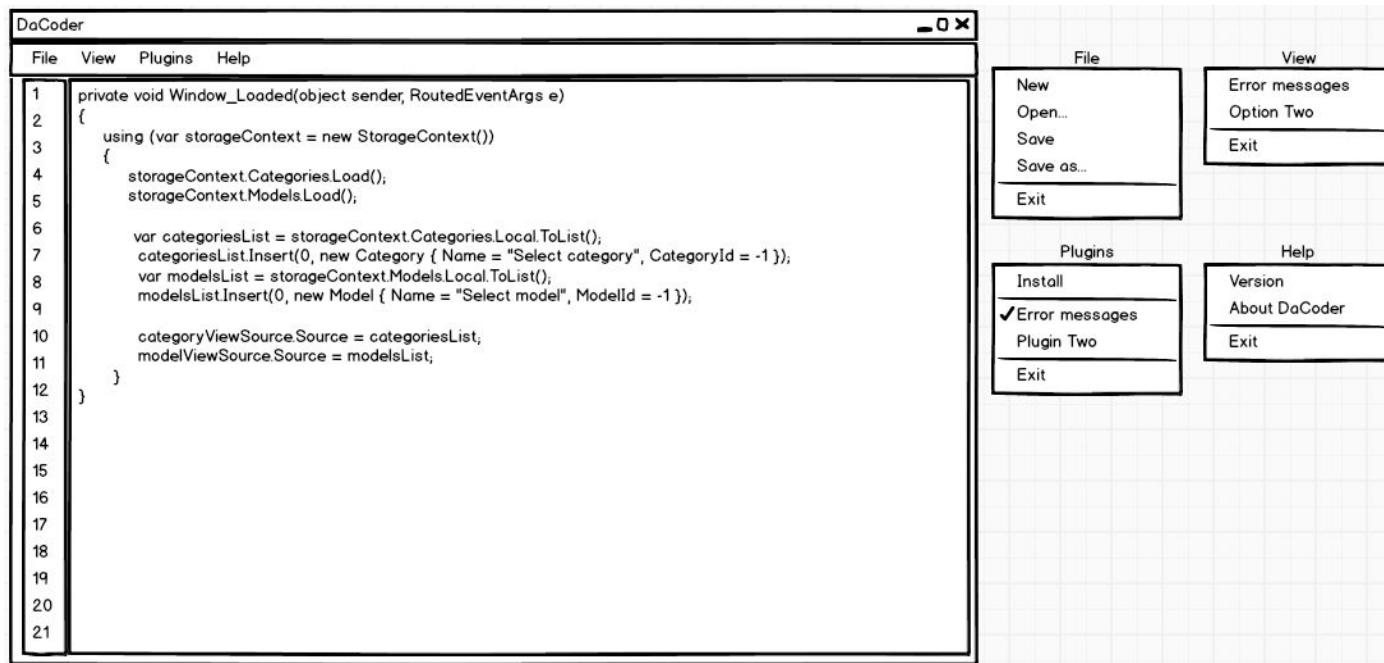 DaCoder
File View Plugins Help
1
2
3
4
5
6
7
8
9
10
11
12
13
14
15
16
17
18
19
20
21
private void Window_Loaded(object sender, RoutedEventArgs e)
{
using (var storageContext = new StorageContext())
{
storageContext.Categories.Load();
storageContext.Models.Load();
var categoriesList = storageContext.Categories.Local.ToList();
categoriesList.Insert(0, new Category { Name = "Select category", CategoryId = -1 });
var modelsList = storageContext.Models.Local.ToList();
modelsList.Insert(0, new Model { Name = "Select model", ModelId = -1 });
categoryViewSource.Source = categoriesList;
modelViewSource.Source = modelsList;
}
}
File
New
Open...
Save
Save as...
Exit
View
Error messages
Option Two
Exit
Plugins
Install
✓Error messages
Plugin Two
Exit
Help
Version
About DaCoder
Exit